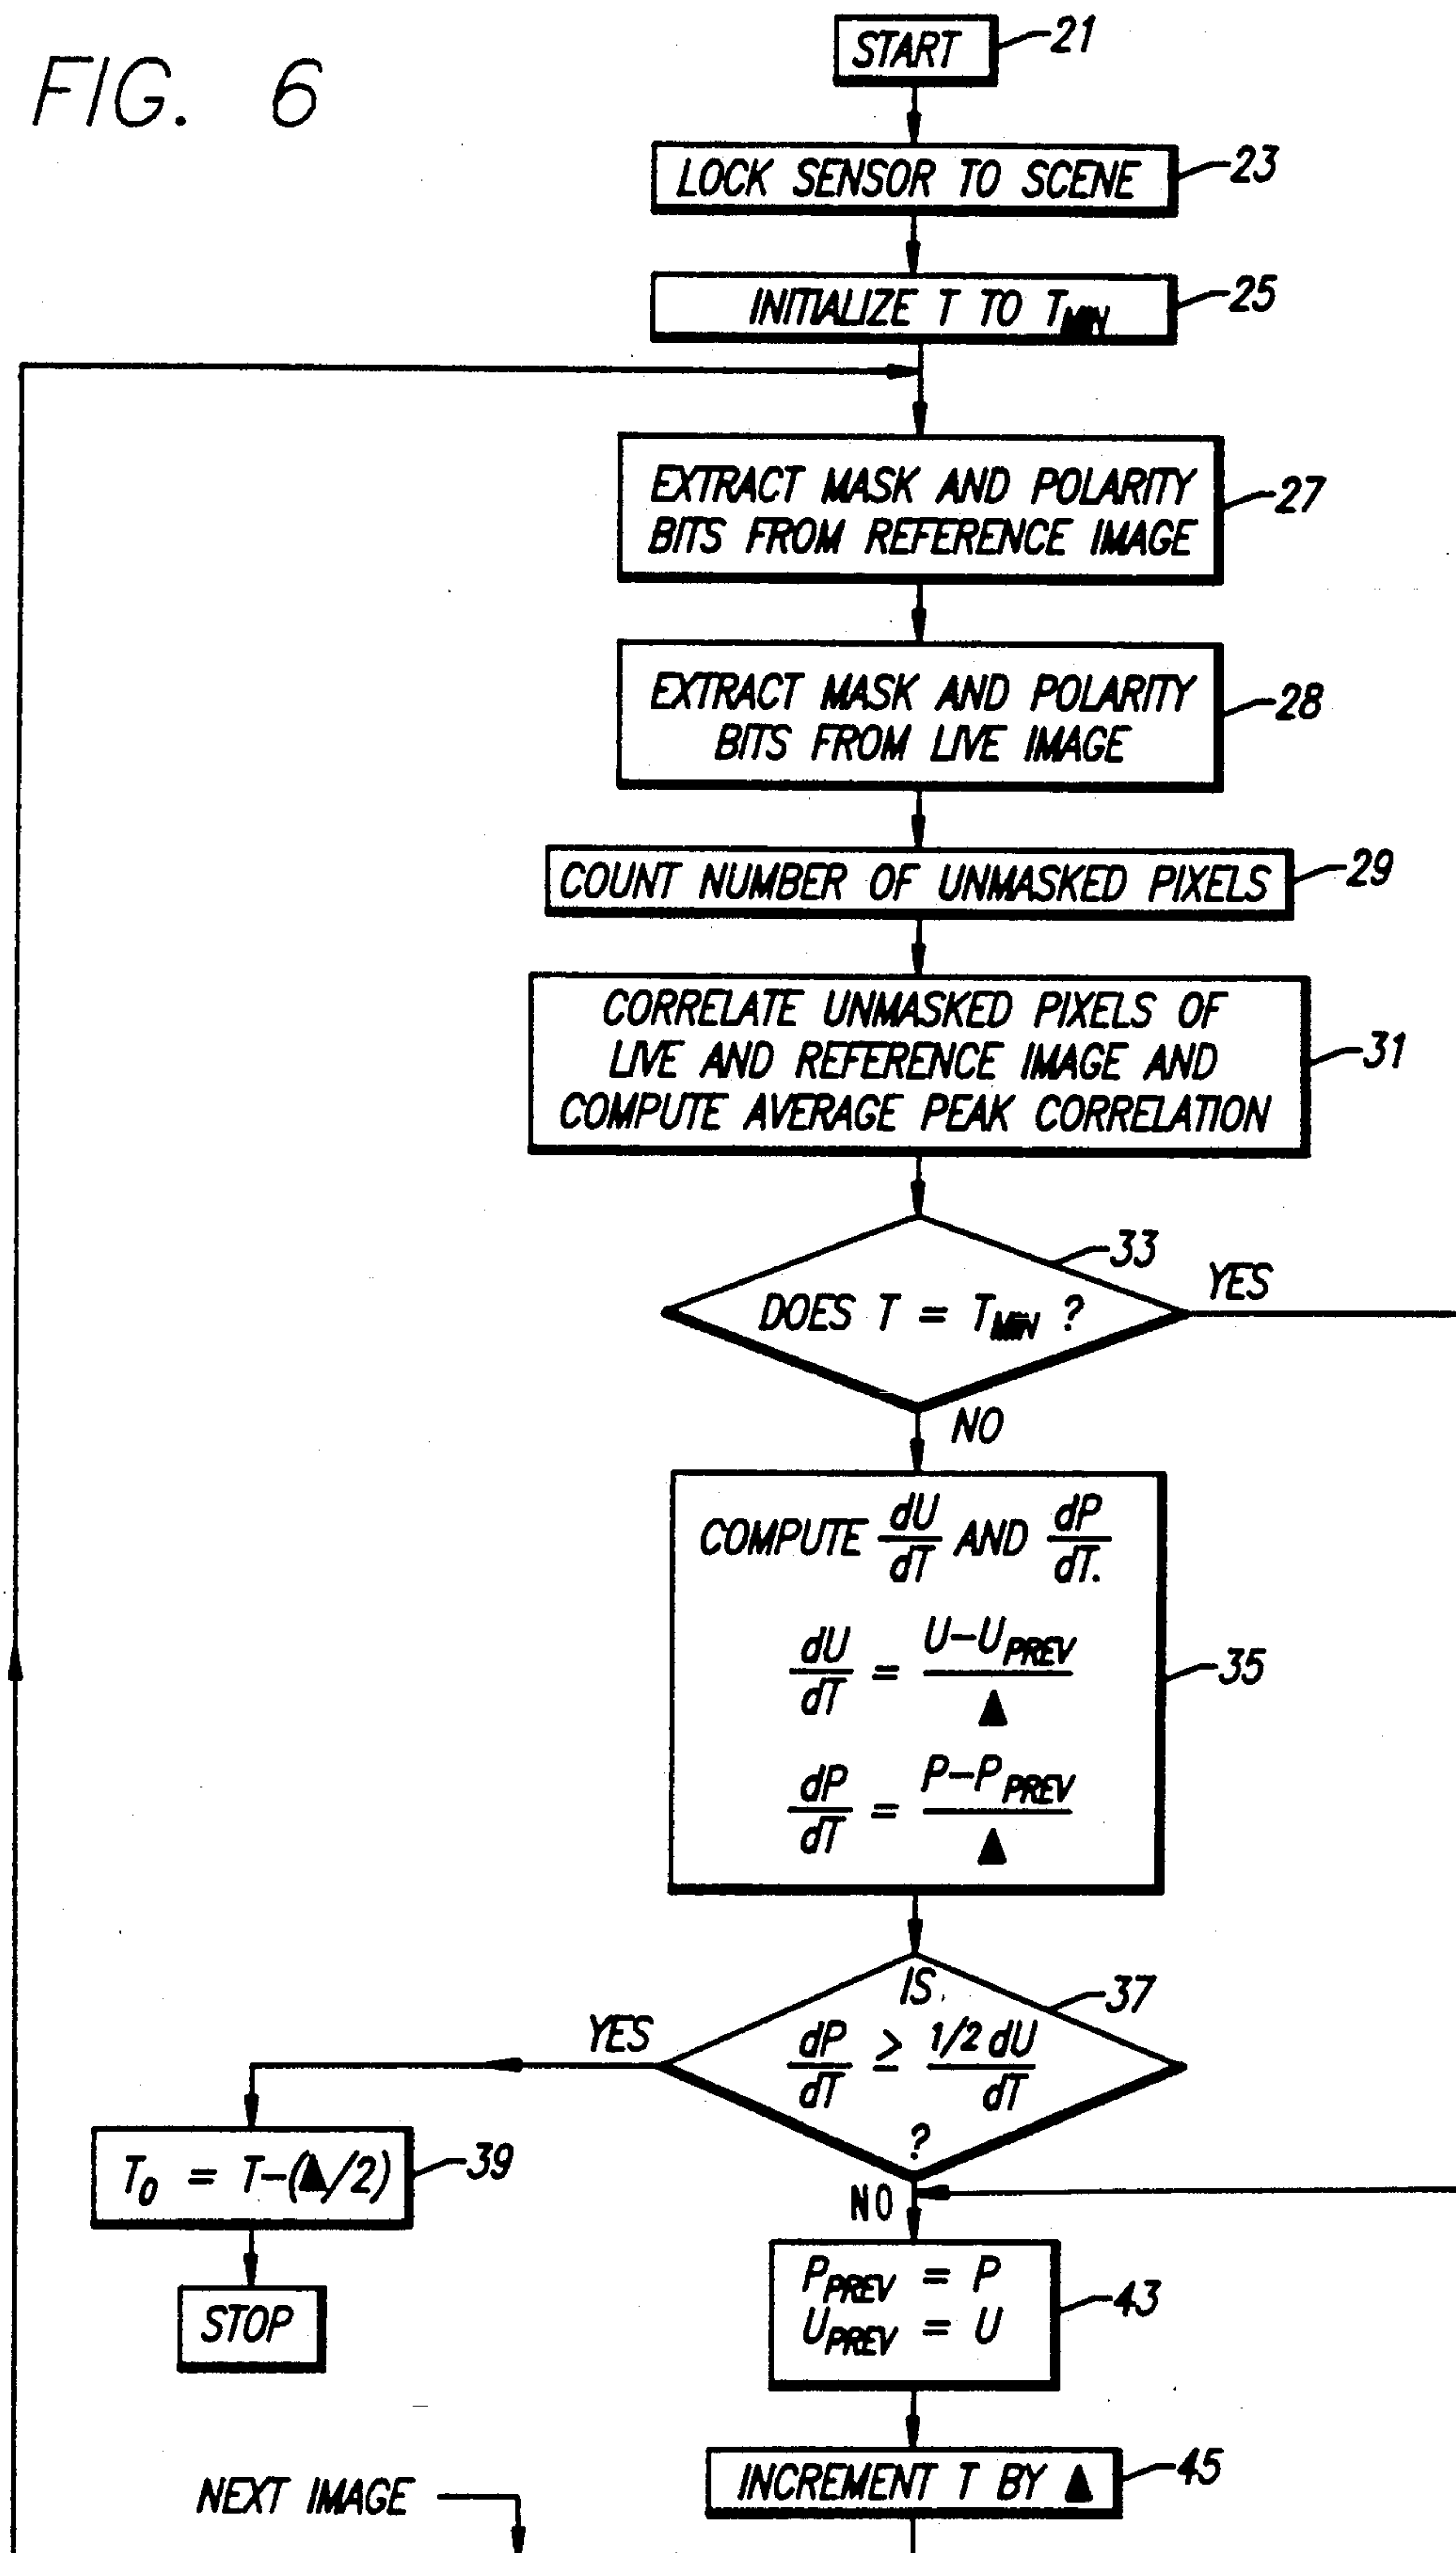 FIG. 6
START
21
LOCK SENSOR TO SCENE
23
INITIALIZE T TO TMIN
25
EXTRACT MASK AND POLARITY
BITS FROM REFERENCE IMAGE
27
EXTRACT MASK AND POLARITY
BITS FROM LIVE IMAGE
28
COUNT NUMBER OF UNMASKED PIXELS
29
CORRELATE UNMASKED PIXELS OF
LIVE AND REFERENCE IMAGE AND
COMPUTE AVERAGE PEAK CORRELATION
31
33
DOES T = TMIN ?
YES
NO
COMPUTE dU/dT AND dP/dT.
dU/dT = U-UPREV/▲
35
dP/dT = P-PPREV/▲
37
IS
YES
dP/dT ≥ 1/2 dU/dT
?
NO
T0 = T-(▲/2)
39
STOP
PPREV = P
UPREV = U
43
INCREMENT T BY ▲
45
NEXT IMAGE